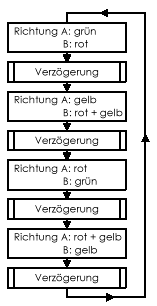 Richtung A: grün
B: rot
Verzögerung
Richtung A: gelb
B: rot + gelb
Verzögerung
Richtung A: rot
B: grün
Verzögerung
Richtung A: rot + gelb
B: gelb
Verzögerung